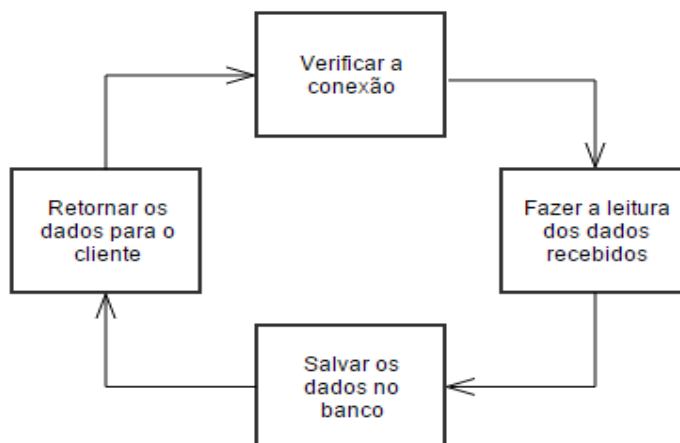 Verificar a
conexão
Fazer a leitura
dos dados
recebidos
Salvar os
dados no
banco
Retornar os
dados para o
cliente